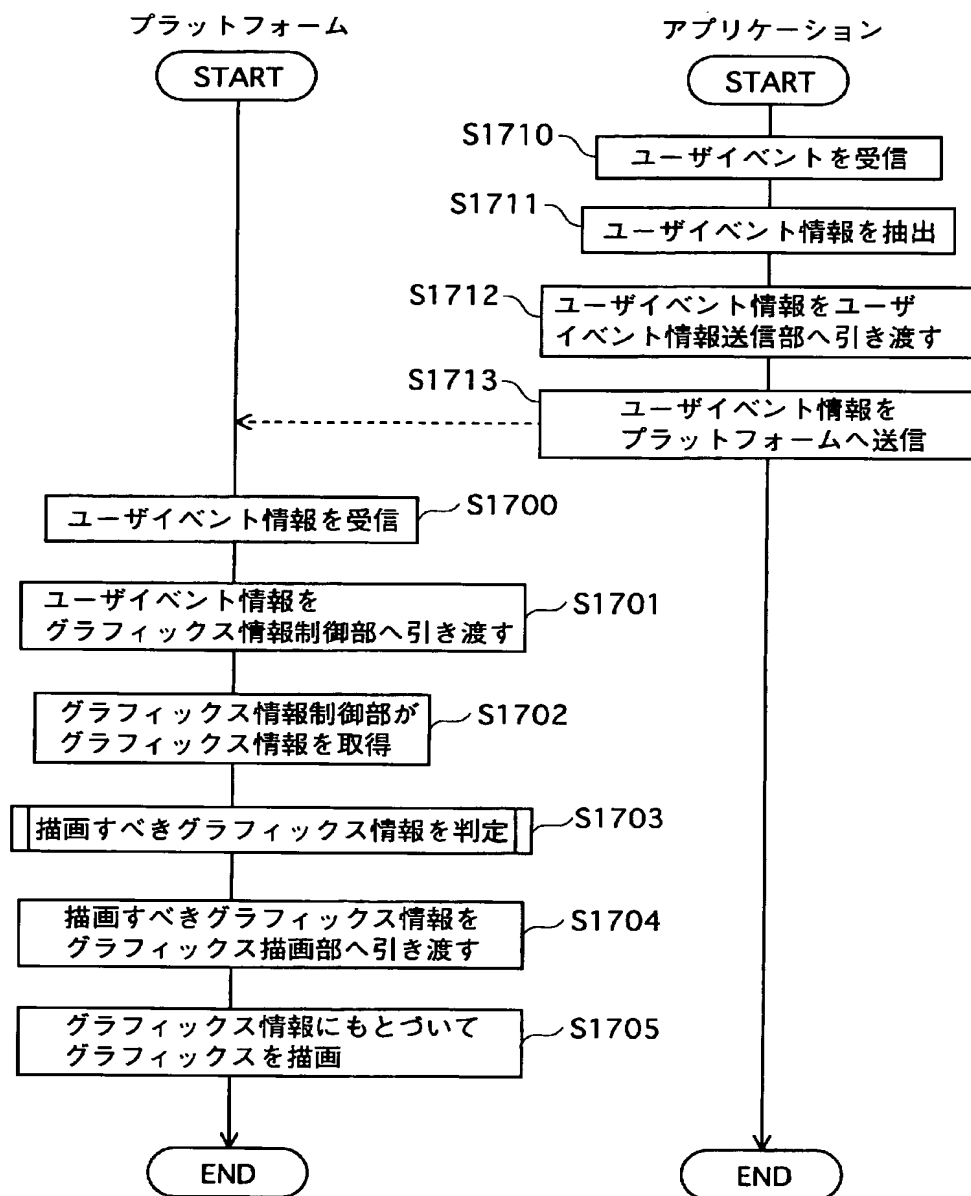 プラットフォーム
アプリケーション
START
START
S1710
ユーザイベントを受信
S1711
ユーザイベント情報を抽出
S1712
ユーザイベント情報をユーザ
イベント情報送信部へ引き渡す
S1713
ユーザイベント情報を
プラットフォームへ送信
ユーザイベント情報を受信
S1700
ユーザイベント情報を
グラフィックス情報制御部へ引き渡す
S1701
グラフィックス情報制御部が
グラフィックス情報を取得
S1702
描画すべきグラフィックス情報を判定
S1703
描画すべきグラフィックス情報を
グラフィックス描画部へ引き渡す
S1704
グラフィックス情報にもとづいて
グラフィックスを描画
S1705
END
END